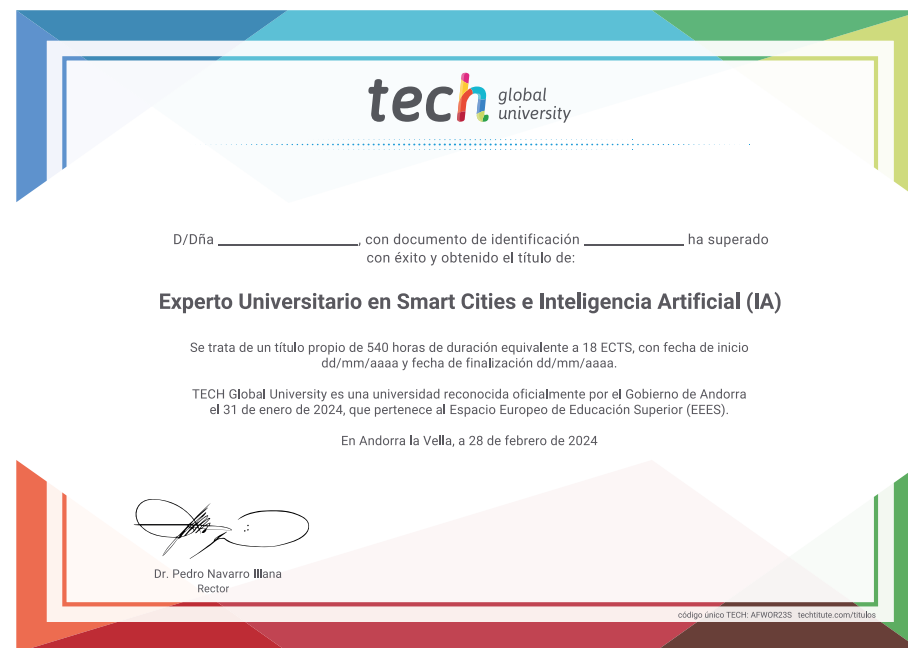 tech global university
D/Dña ____________, con documento de identificación ____________ ha superado
con éxito y obtenido el título de:
Experto Universitario en Smart Cities e Inteligencia Artificial (IA)
Se trata de un título propio de 540 horas de duración equivalente a 18 ECTS, con fecha de inicio
dd/mm/aaaa y fecha de finalización dd/mm/aaaa.
TECH Global University es una universidad reconocida oficialmente por el Gobierno de Andorra
el 31 de enero de 2024, que pertenece al Espacio Europeo de Educación Superior (EEES).
En Andorra la Vella, a 28 de febrero de 2024
Dr. Pedro Navarro Illana
Rector
código único TECH: AFWOR23S techtitute.com/titulos